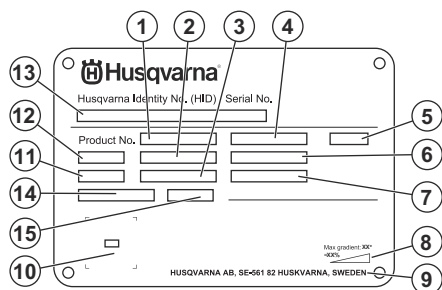 1
2
3
4
13
Husqvarna
Husqvarna Identity No. (HID) Serial No.
5
12
Product No.
11
6
14
7
15
8
Max gradient: XX°
-XX%
10
HUSQVARNA AB, SE-561 82 HUSKVARNA, SWEDEN
9